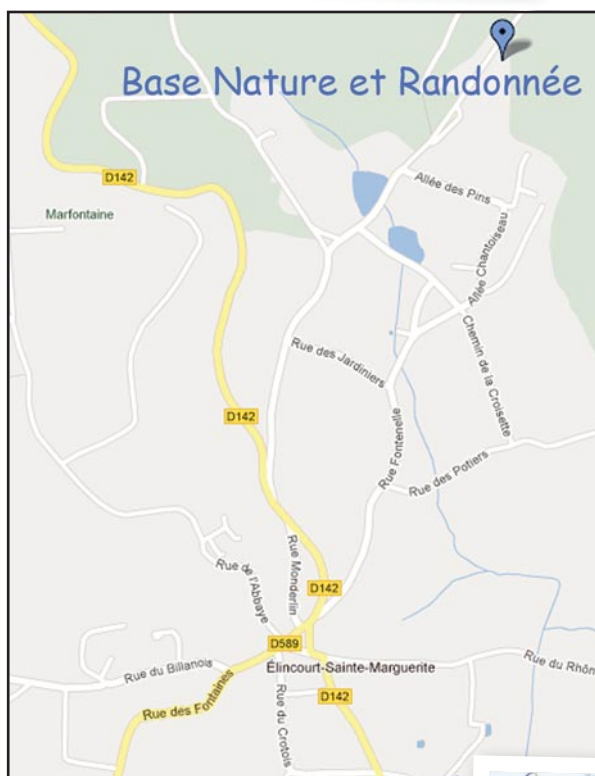 Base Nature et Randonnée
Allée des Pins
D142
Marfontaine
Allée Chantoiseau
Chemin de la Croisette
Rue des Jardiniers
D142
Rue Fontenelle
Rue des Potiers
Rue Monderlin
Rue de l'Abbaye
D142
D589
Élincourt-Sainte-Marguerite
Rue du Rhôn
Rue du Billanois
D142
Rue des Fontaines
Rue du Crotois